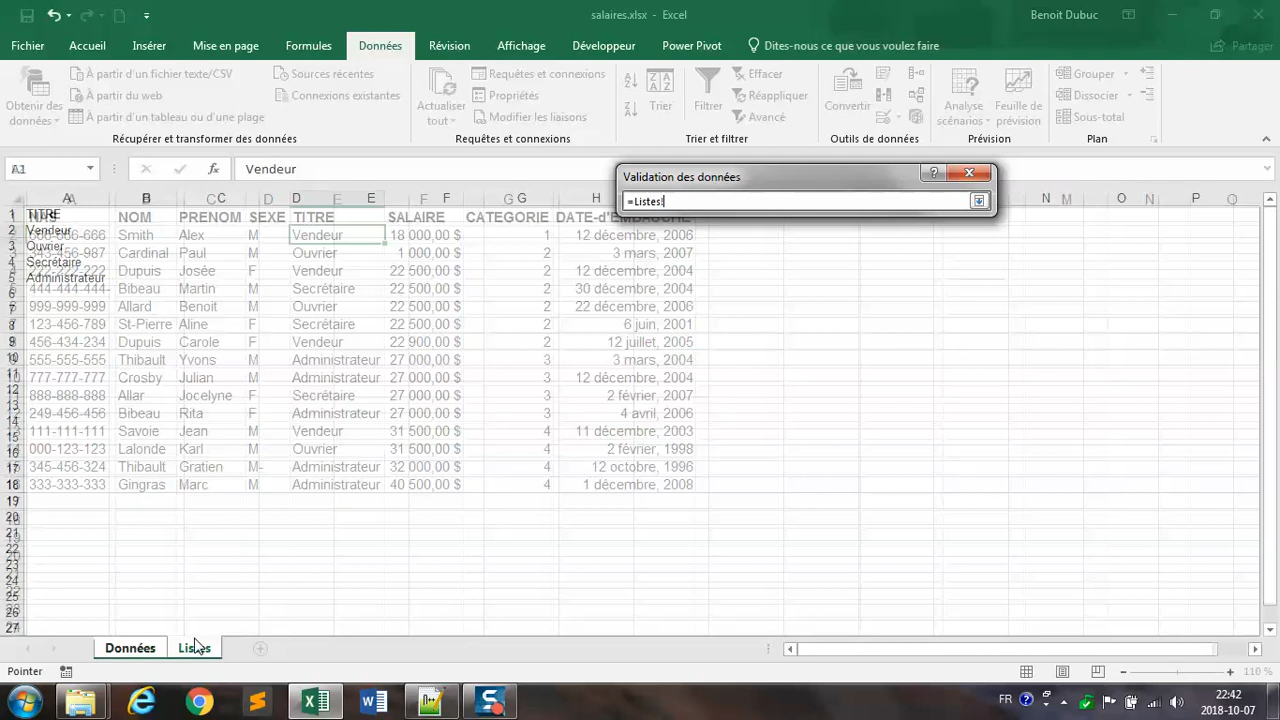 salaires.xlsx - Excel
Benoit Dubuc
Fichier Accueil Insérer Mise en page Formules Données Révision Affichage Développeur Power Pivot Dites-nous ce que vous voulez faire Partager
Obtenir des données
À partir d'un fichier texte/CSV
À partir du web
À partir d'un tableau ou d'une plage
Sources récentes
Connexions existantes
Récupérer et transformer des données
Actualiser tout
Requêtes et connexions
Propriétés
Modifier les liaisons
Requêtes et connexions
Trier
Filtrer
Effacer
Réappliquer
Avancé
Trier et filtrer
Convertir
Outils de données
Analyse scénarios
Feuille de prévision
Prévision
Grouper
Dissocier
Sous-total
Plan
A1 fx Vendeur
Validation des données ?
=Listes!
TITRE
Vendeur
Ouvrier
Secrétaire
Administrateur
NOM PRENOM SEXE TITRE SALAIRE CATEGORIE DATE-d'EMBAUCHE
Smith Alex M Vendeur 18 000,00 $ 1 12 décembre, 2006
Cardinal Paul M Ouvrier 1 000,00 $ 2 3 mars, 2007
Dupuis Josée F Vendeur 22 500,00 $ 2 12 décembre, 2004
444-444-444- Bibeau Martin M Secrétaire 22 500,00 $ 2 30 décembre, 2004
999-999-999 Allard Benoit M Ouvrier 22 500,00 $ 2 22 décembre, 2006
123-456-789 St-Pierre Aline F Secrétaire 22 500,00 $ 2 6 juin, 2001
456-434-234 Dupuis Carole F Vendeur 22 900,00 $ 2 12 juillet, 2005
555-555-555 Thibault Yvons M Administrateur 27 000,00 $ 3 3 mars, 2004
777-777-777 Crosby Julian M Administrateur 27 000,00 $ 3 12 décembre, 2004
888-888-888 Allar Jocelyne F Secrétaire 27 000,00 $ 3 2 février, 2007
249-456-456 Bibeau Rita F Administrateur 27 000,00 $ 3 4 avril, 2006
111-111-111 Savoie Jean M Vendeur 31 500,00 $ 4 11 décembre, 2003
000-123-123 Lalonde Karl M Ouvrier 31 500,00 $ 4 2 février, 1998
345-456-324 Thibault Gratien M- Administrateur 32 000,00 $ 4 12 octobre, 1996
333-333-333 Gingras Marc M Administrateur 40 500,00 $ 4 1 décembre, 2008
Données Listes
Pointer 110 %
FR 22:42
2018-10-07